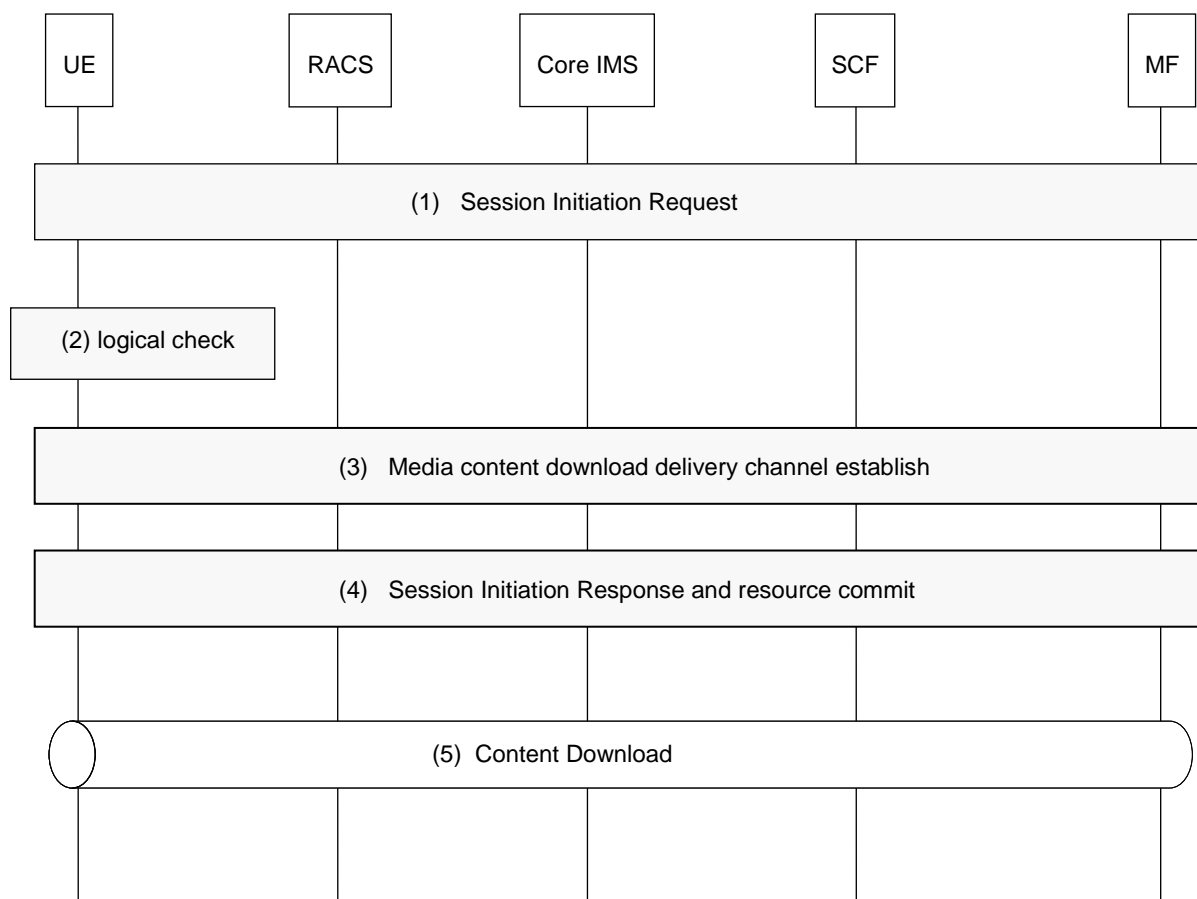 UE
RACS
Core IMS
SCF
MF
(1) Session Initiation Request
(2) logical check
(3) Media content download delivery channel establish
(4) Session Initiation Response and resource commit
(5) Content Download